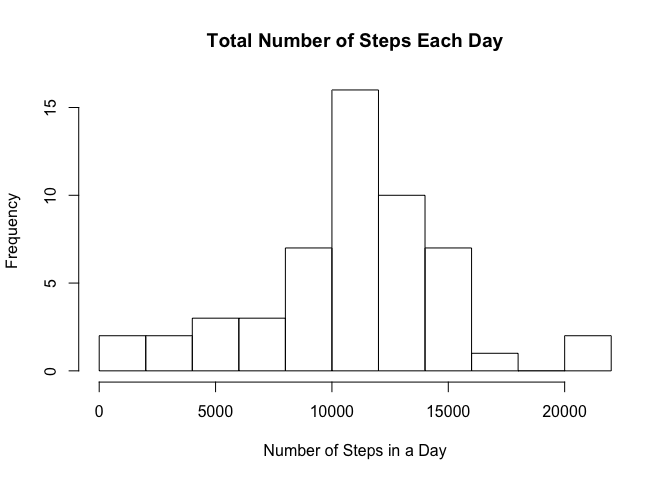 Total Number of Steps Each Day
Frequency
15
10
5
0
0 5000 10000 15000 20000
Number of Steps in a Day